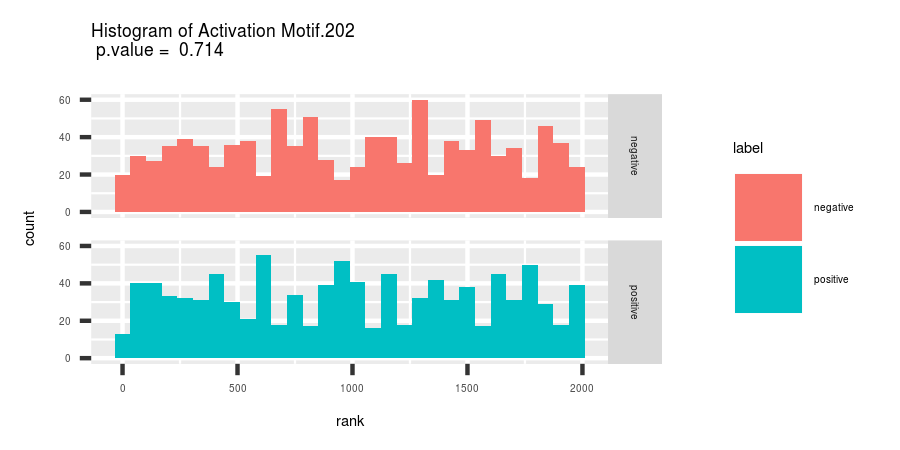 Histogram of Activation Motif.202
p.value = 0.714
count
60
40
20
0
negative
60
40
20
0
positive
0 500 1000 1500 2000
rank
label
negative
positive